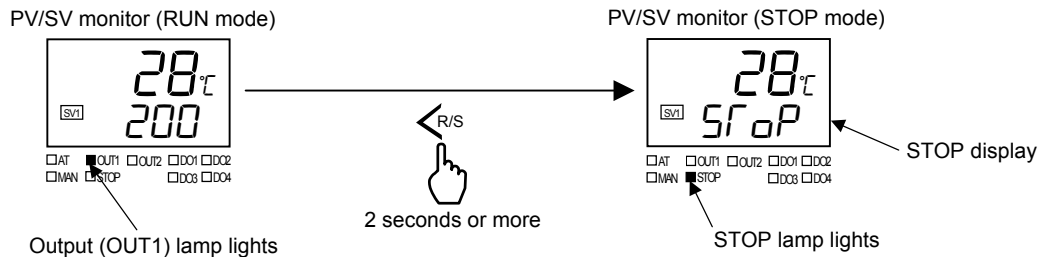 PV/SV monitor (RUN mode)
28℃
SV1
200
AT OUT1 OUT2 DO1 DO2
MAN STOP DO3 DO4
Output (OUT1) lamp lights
R/S
2 seconds or more
PV/SV monitor (STOP mode)
28℃
SV1
SToP
AT OUT1 OUT2 DO1 DO2
MAN STOP DO3 DO4
STOP display
STOP lamp lights